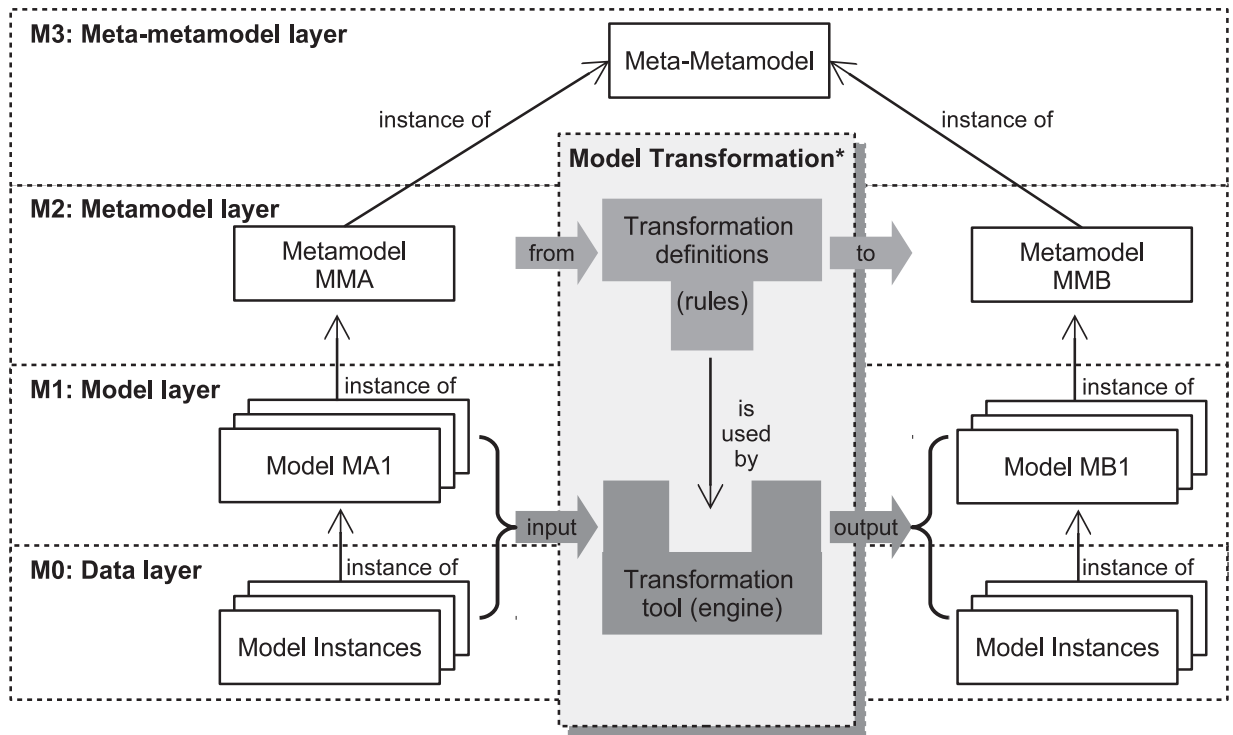 M3: Meta-metamodel layer
Meta-Metamodel
instance of
instance of
Model Transformation*
M2: Metamodel layer
Metamodel
MMA
from
Transformation
definitions
(rules)
to
Metamodel
MMB
M1: Model layer
instance of
instance of
is
used
by
Model MA1
Model MB1
input
output
M0: Data layer
instance of
instance of
Transformation
tool (engine)
Model Instances
Model Instances